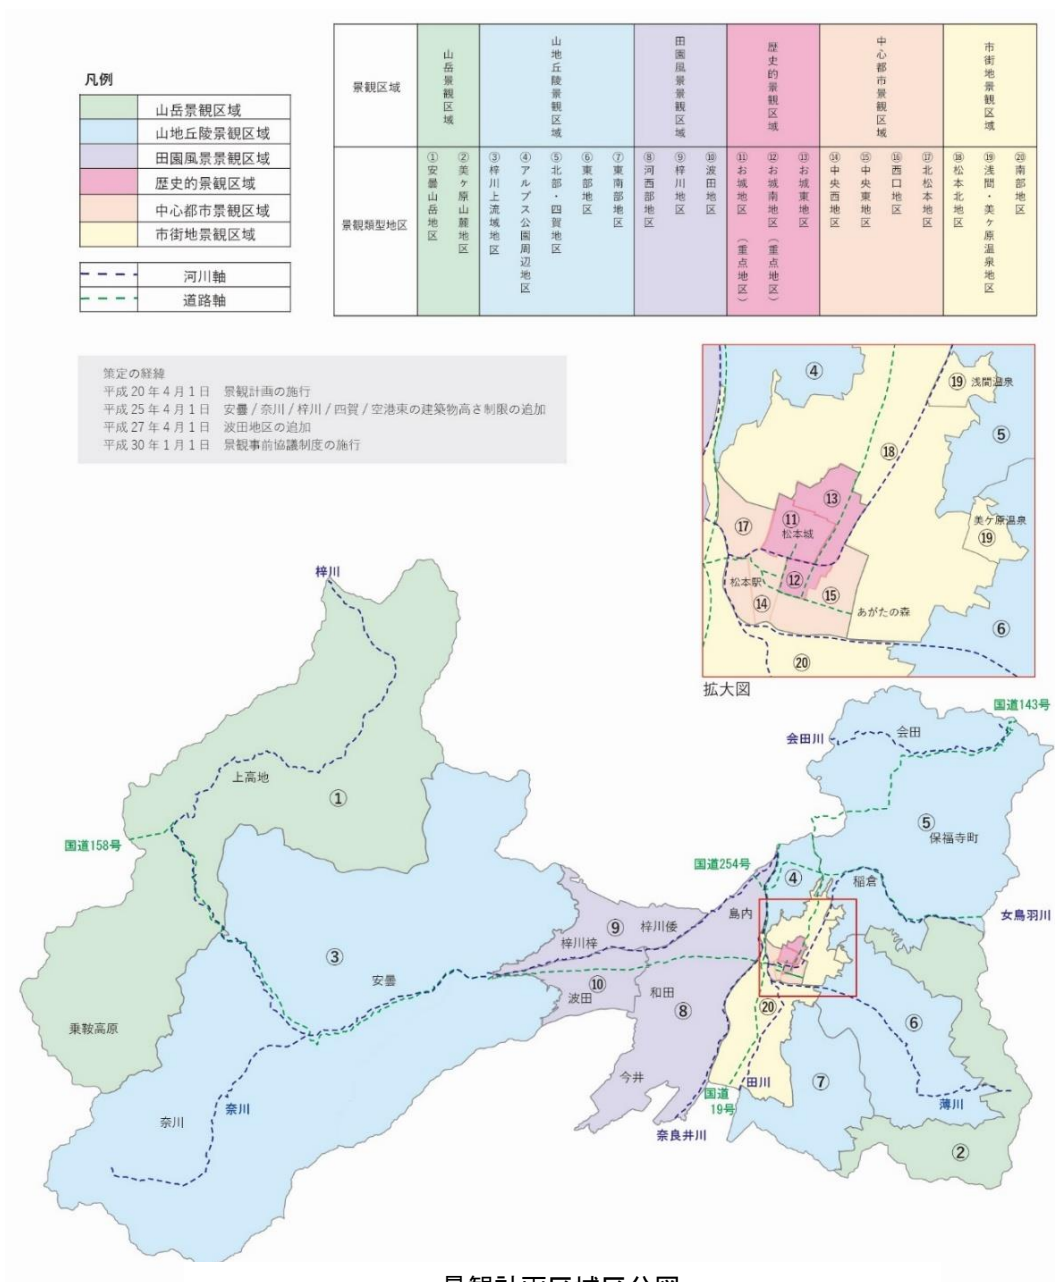 凡例
山岳景観区域
山地丘陵景観区域
田園風景景観区域
歴史的景観区域
中心都市景観区域
市街地景観区域
河川軸
道路軸
景観区域
山岳景観区域
山地丘陵景観区域
田園風景景観区域
歴史的景観区域
中心都市景観区域
市街地景観区域
景観類型地区
①安曇山岳地区
②美ヶ原山麓地区
③梓川上流域地区
④アルプス公園周辺地区
⑤北部・四賀地区
⑥東部地区
⑦東南部地区
⑧河西部地区
⑨梓川地区
⑩波田地区
⑪お城地区(重点地区)
⑫お城南地区(重点地区)
⑬お城東地区
⑭中央西地区
⑮中央東地区
⑯西口地区
⑰北松本地区
⑱松本北地区
⑲浅間・美ケ原温泉地区
⑳南部地区
策定の経緯
平成20年4月1日 景観計画の施行
平成25年4月1日 安曇/奈川/梓川/四賀/空港東の建築物高さ制限の追加
平成27年4月1日 波田地区の追加
平成30年1月1日 景観事前協議制度の施行
④
⑲
浅間温泉
⑤
⑱
⑬
⑰
⑪
松本城
美ケ原温泉
⑲
松本駅
⑫
⑭
⑮
あがたの森
⑥
⑳
拡大図
梓川
上高地
①
国道158号
乗鞍高原
③
安曇
奈川
奈川
国道143号
会田川
会田
⑤
保福寺町
国道254号
④
稲倉
女鳥羽川
島内
⑨
梓川倭
梓川梓
⑩
波田
和田
⑧
⑳
⑥
今井
田川
⑦
国道
19号
薄川
奈良井川
②
景観計画区域区分図